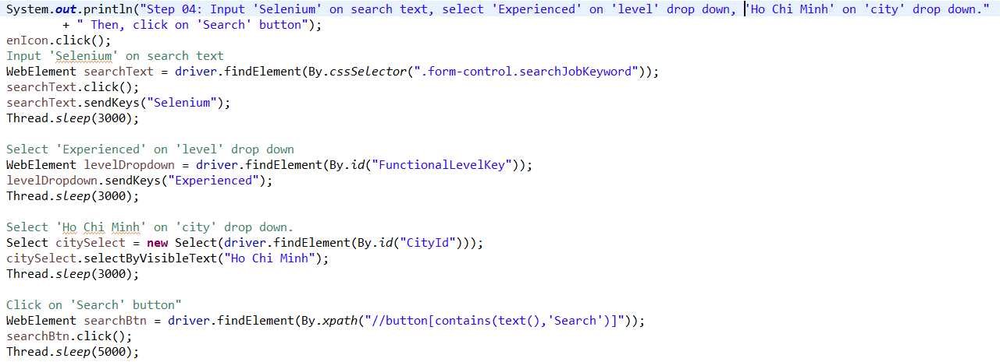 System.out.println("Step 04: Input 'Selenium' on search text, select 'Experienced' on 'level' drop down, 'Ho Chi Minh' on 'city' drop down."
        + " Then, click on 'Search' button");
enIcon.click();
Input 'Selenium' on search text
WebElement searchText = driver.findElement(By.cssSelector(".form-control.searchJobKeyword"));
searchText.click();
searchText.sendKeys("Selenium");
Thread.sleep(3000);

Select 'Experienced' on 'level' drop down
WebElement levelDropdown = driver.findElement(By.id("FunctionalLevelKey"));
levelDropdown.sendKeys("Experienced");
Thread.sleep(3000);

Select 'Ho Chi Minh' on 'city' drop down.
Select citySelect = new Select(driver.findElement(By.id("CityId")));
citySelect.selectByVisibleText("Ho Chi Minh");
Thread.sleep(3000);

Click on 'Search' button"
WebElement searchBtn = driver.findElement(By.xpath("//button[contains(text(),'Search')]"));
searchBtn.click();
Thread.sleep(5000);